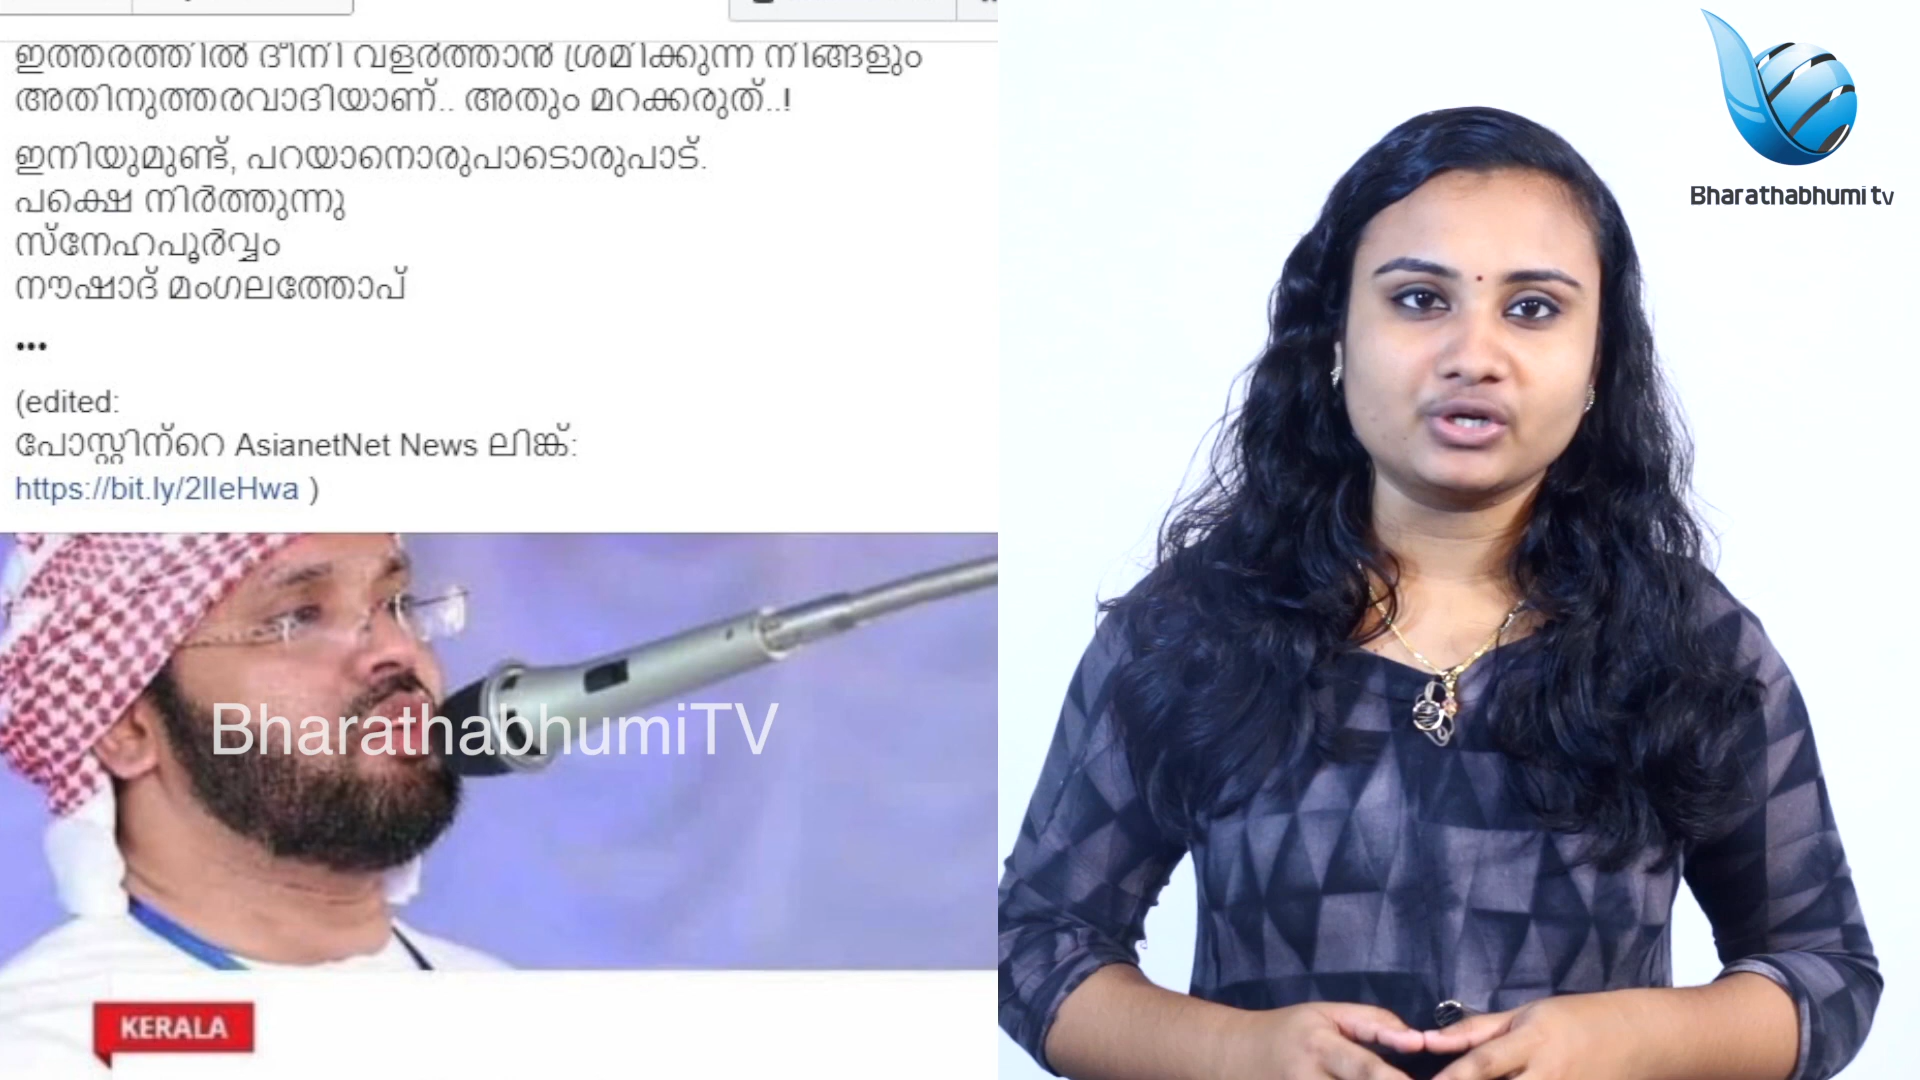 ഇത്തരത്തിൽ ദീനി വളർത്താൻ ശ്രമിക്കുന്ന നിങ്ങളും
അതിനുത്തരവാദിയാണ്.. അതും മറക്കരുത്..!
ഇനിയുമുണ്ട്, പറയാനൊരുപാടൊരുപാട്.
പക്ഷെ നിർത്തുന്നു
സ്നേഹപൂർവ്വം
നൗഷാദ് മംഗലത്തോപ്
•••
(edited:
പോസ്റ്റിന്റെ AsianetNet News ലിങ്ക്:
https://bit.ly/2IIeHwa )
BharathabhumiTV
KERALA
Bharathabhumi tv